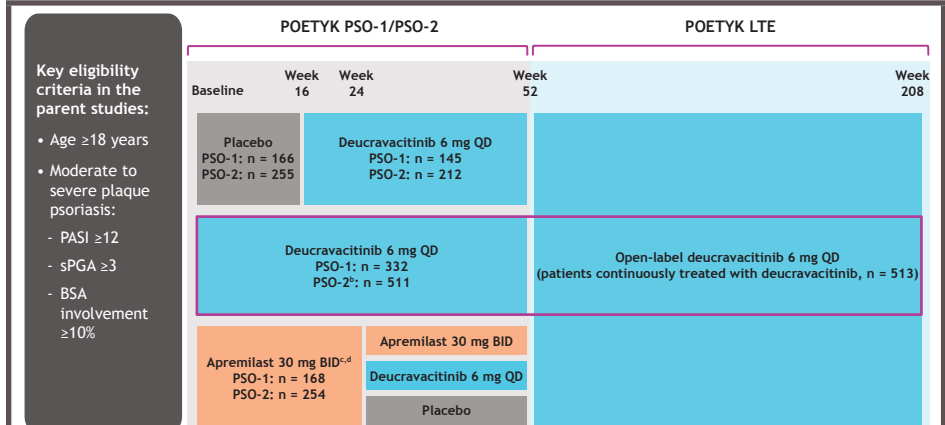 POETYK PSO-1/PSO-2
POETYK LTE
Key eligibility
criteria in the
parent studies:
• Age ≥18 years
• Moderate to
severe plaque
psoriasis:
- PASI ≥12
- sPGA ≥3
- BSA
involvement
≥10%
Baseline
Week
16
Week
24
Week
52
Week
208
Placebo
PSO-1: n = 166
PSO-2: n = 255
Deucravacitinib 6 mg QD
PSO-1: n = 145
PSO-2: n = 212
Deucravacitinib 6 mg QD
PSO-1: n = 332
PSO-2ᵇ: n = 511
Open-label deucravacitinib 6 mg QD
(patients continuously treated with deucravacitinib, n = 513)
Apremilast 30 mg BIDᶜ,ᵈ
PSO-1: n = 168
PSO-2: n = 254
Apremilast 30 mg BID
Deucravacitinib 6 mg QD
Placebo